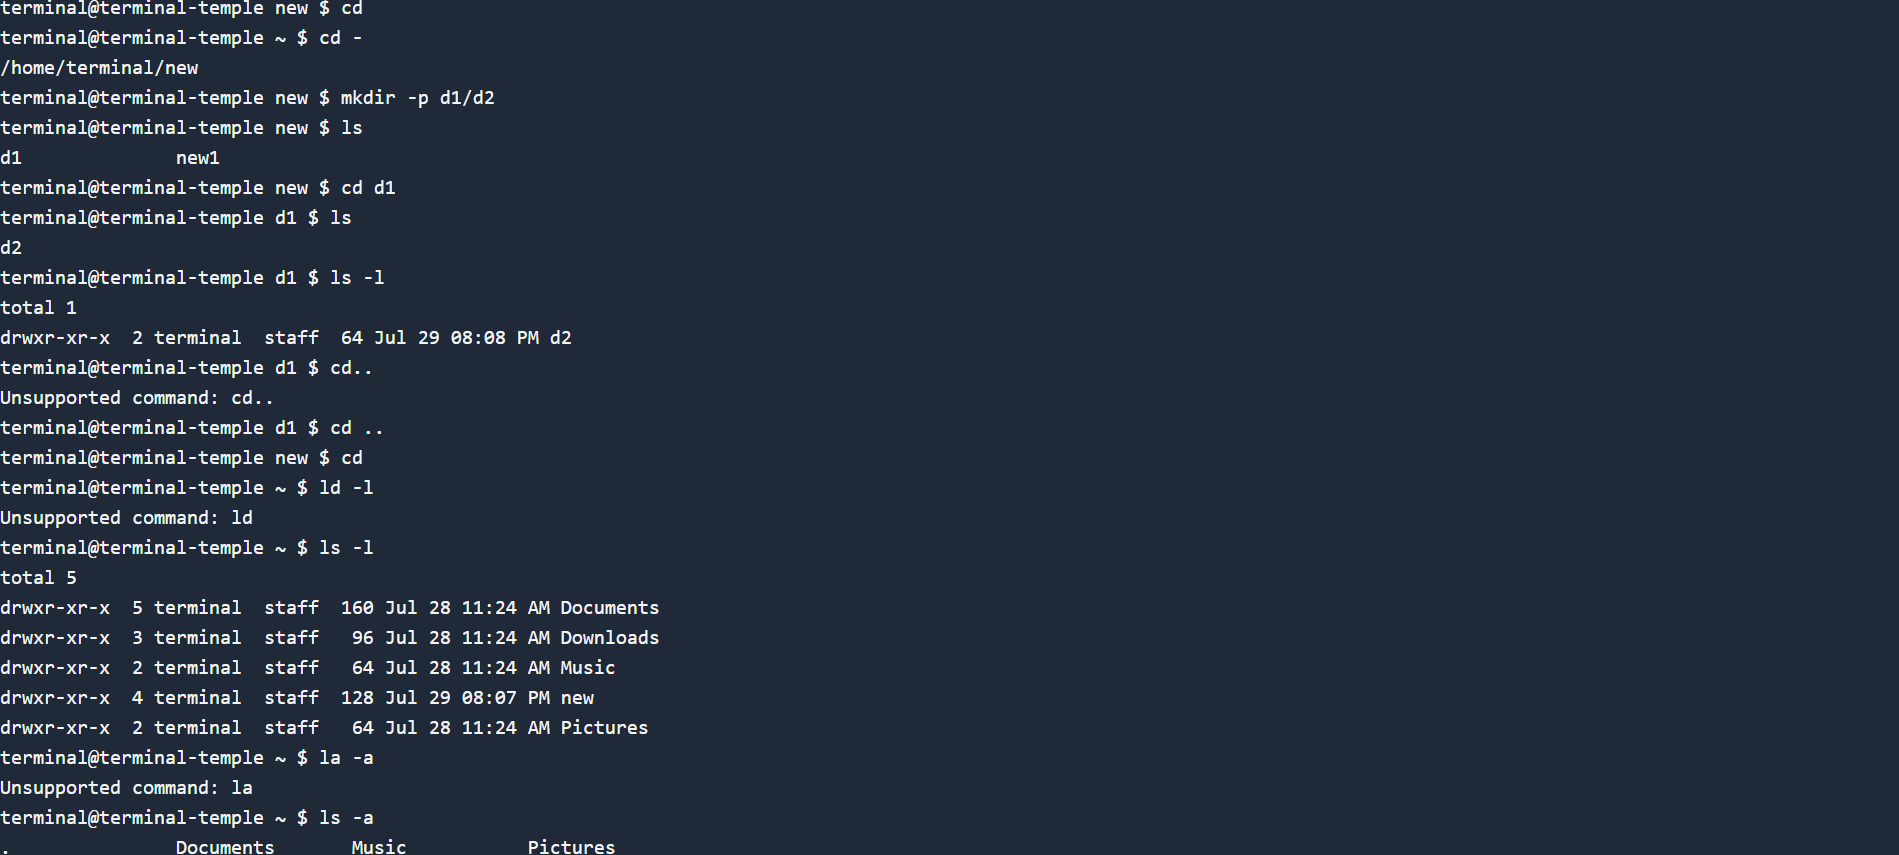 terminal@terminal-temple new $ cd
terminal@terminal-temple ~ $ cd -
/home/terminal/new
terminal@terminal-temple new $ mkdir -p d1/d2
terminal@terminal-temple new $ ls
d1              new1
terminal@terminal-temple new $ cd d1
terminal@terminal-temple d1 $ ls
d2
terminal@terminal-temple d1 $ ls -l
total 1
drwxr-xr-x  2 terminal  staff  64 Jul 29 08:08 PM d2
terminal@terminal-temple d1 $ cd..
Unsupported command: cd..
terminal@terminal-temple d1 $ cd ..
terminal@terminal-temple new $ cd
terminal@terminal-temple ~ $ ld -l
Unsupported command: ld
terminal@terminal-temple ~ $ ls -l
total 5
drwxr-xr-x  5 terminal  staff  160 Jul 28 11:24 AM Documents
drwxr-xr-x  3 terminal  staff   96 Jul 28 11:24 AM Downloads
drwxr-xr-x  2 terminal  staff   64 Jul 28 11:24 AM Music
drwxr-xr-x  4 terminal  staff  128 Jul 29 08:07 PM new
drwxr-xr-x  2 terminal  staff   64 Jul 28 11:24 AM Pictures
terminal@terminal-temple ~ $ la -a
Unsupported command: la
terminal@terminal-temple ~ $ ls -a
.               Documents       Music           Pictures